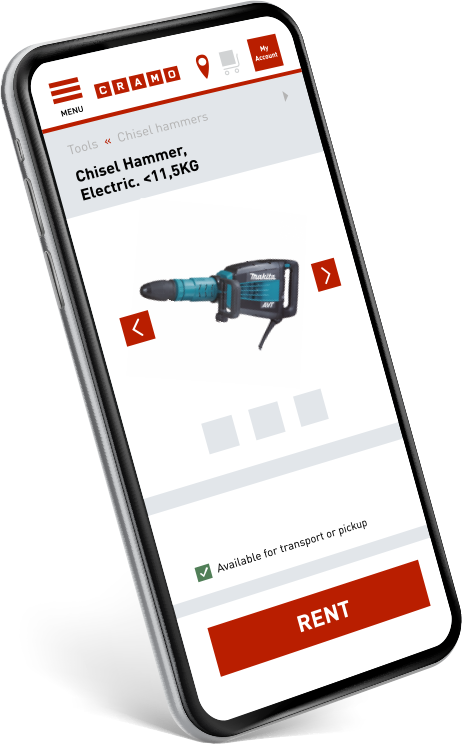 MENU
CRAMO
My
Account
Tools « Chisel hammers
Chisel Hammer,
Electric. <11,5KG
Makita
AVT
Available for transport or pickup
RENT